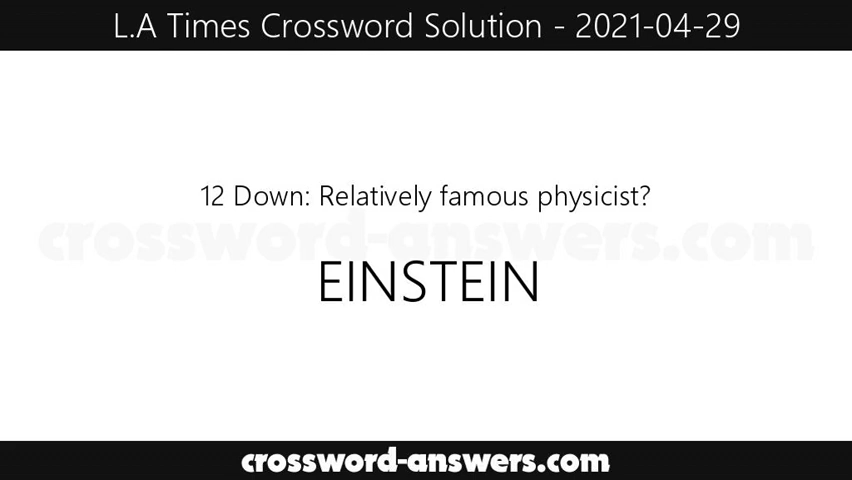 L.A Times Crossword Solution - 2021-04-29
12 Down: Relatively famous physicist?
crossword-answers.com
EINSTEIN
crossword-answers.com